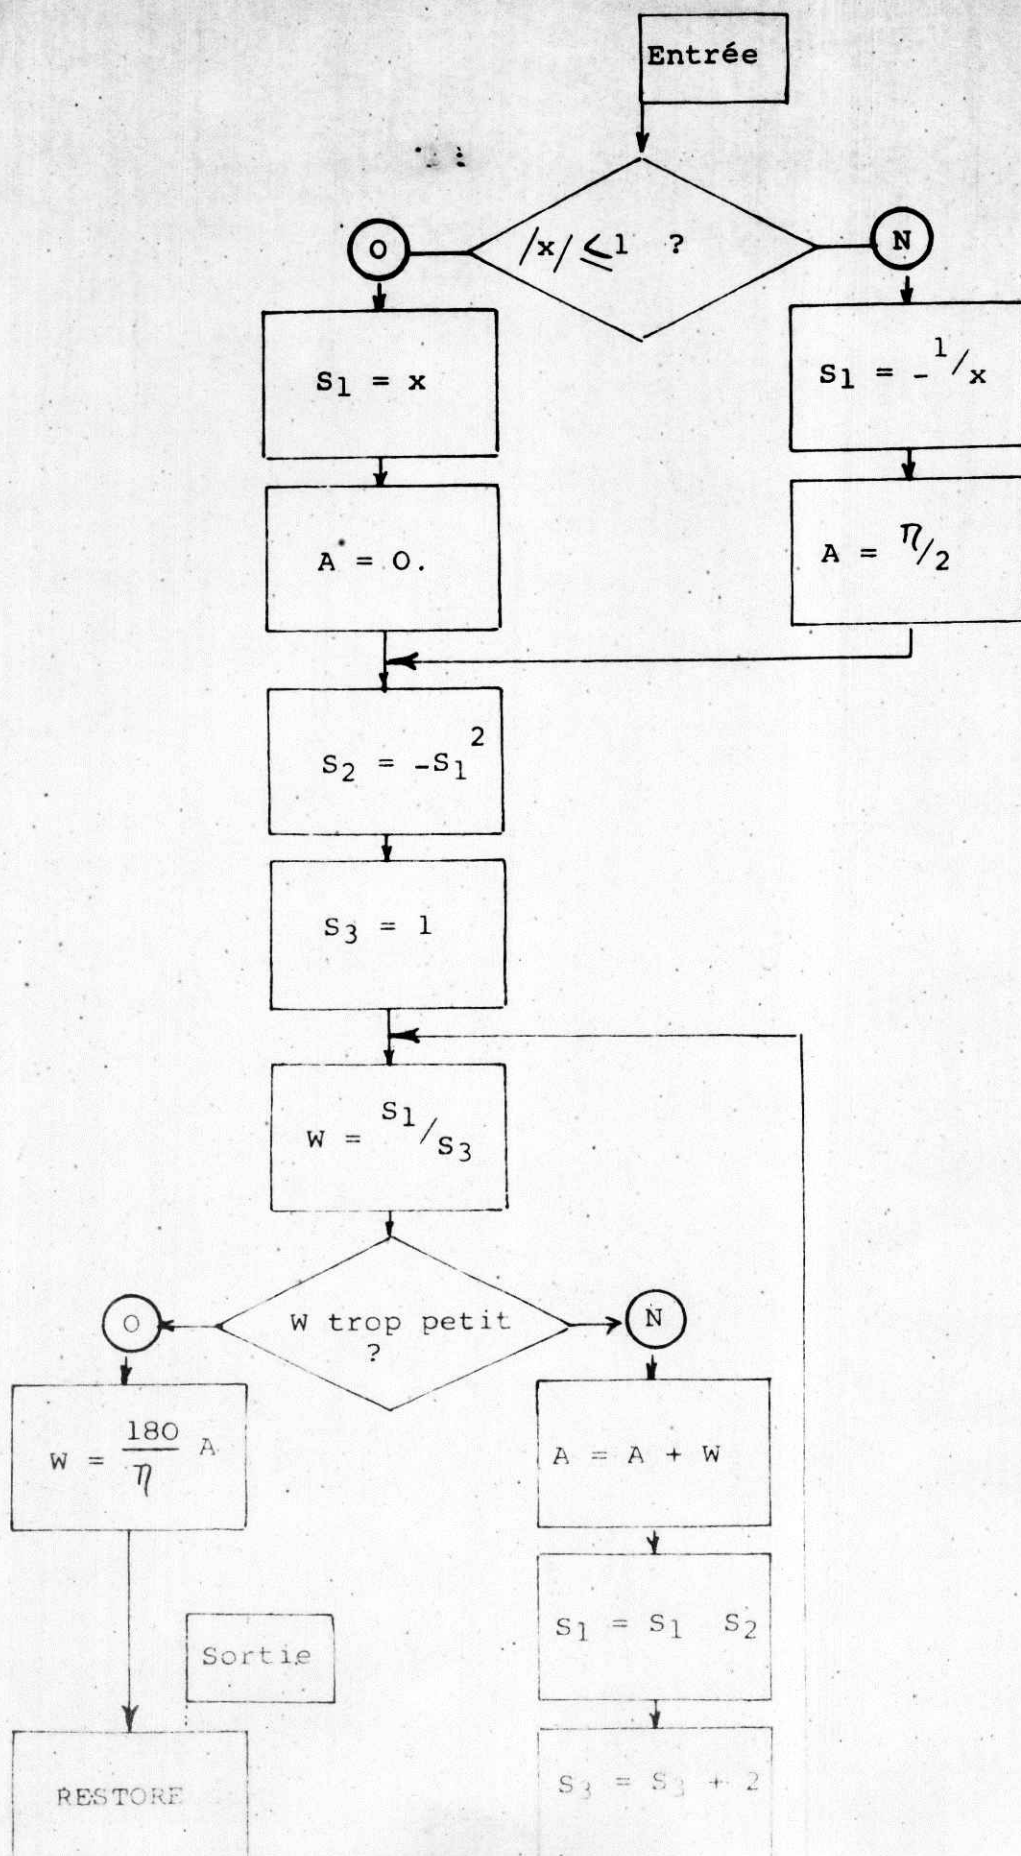 Entrée
/x/ ≤ 1 ?
O
N
S1 = x
S1 = -1/x
A = O.
A = π/2
S2 = -S1²
S3 = 1
W = S1/S3
W trop petit
?
O
N
W = 180/π A
A = A + W
S1 = S1 S2
Sortie
S3 = S3 + 2
RESTORE